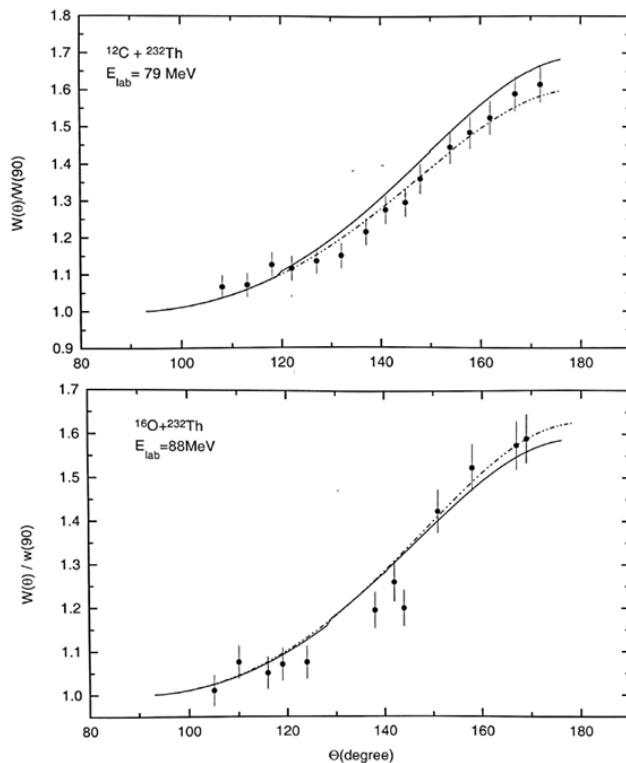 1.8
1.7
1.6
1.5
1.4
1.3
1.2
1.1
1.0
0.9
W(θ)/W(90)
¹²C + ²³²Th
E_lab= 79 MeV
80 100 120 140 160 180
1.7
1.6
1.5
1.4
1.3
1.2
1.1
1.0
W(θ) / w(90)
¹⁶O+²³²Th
E_lab=88MeV
80 100 120 140 160 180
Θ(degree)